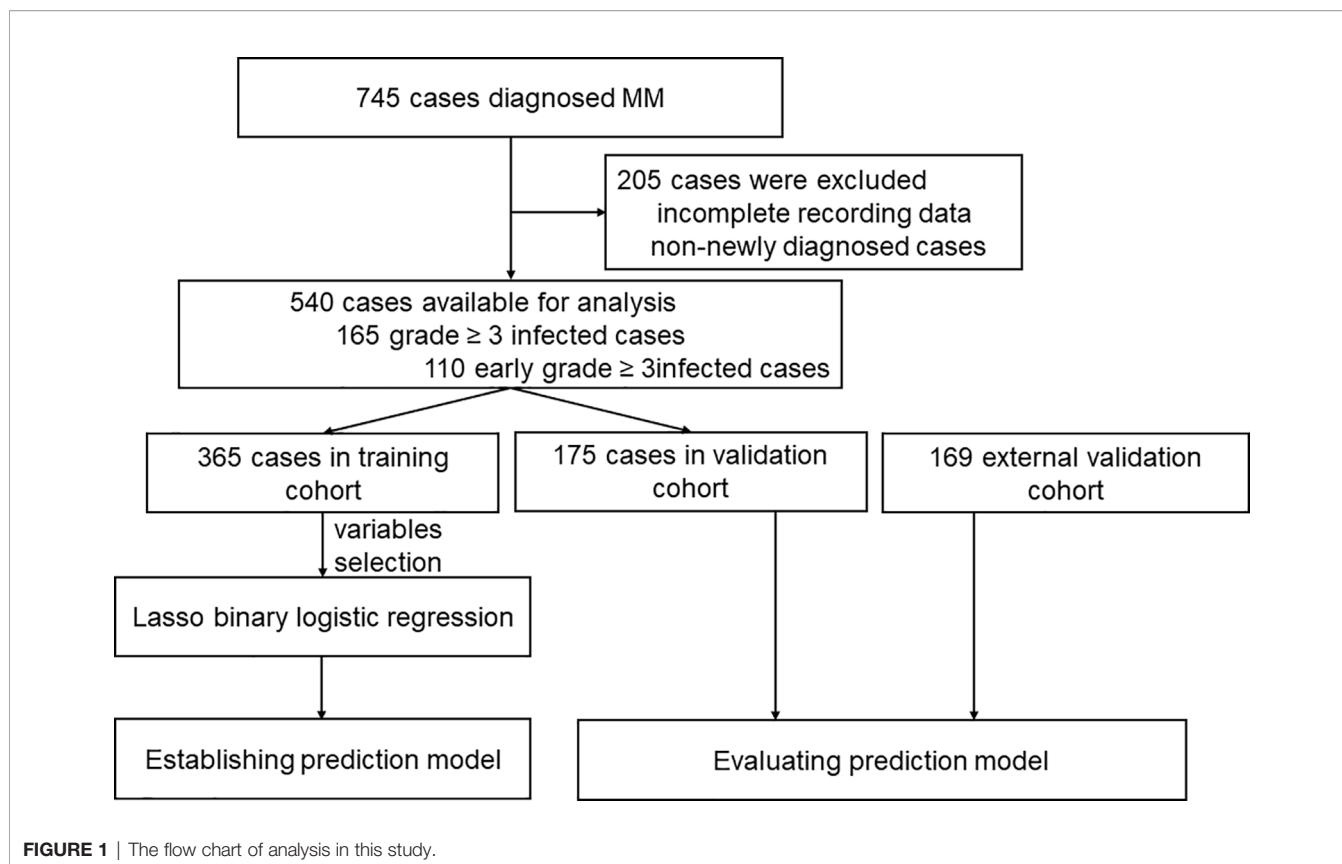 745 cases diagnosed MM
205 cases were excluded
incomplete recording data
non-newly diagnosed cases
540 cases available for analysis
165 grade ≥ 3 infected cases
110 early grade ≥ 3infected cases
365 cases in training
cohort
175 cases in validation
cohort
169 external validation
cohort
variables
selection
Lasso binary logistic regression
Establishing prediction model
Evaluating prediction model
FIGURE 1 | The flow chart of analysis in this study.